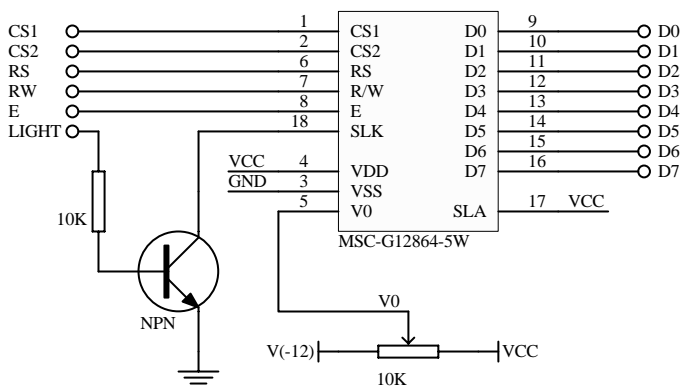 CS1 1 CS1 D0 9 D0
CS2 2 CS2 D1 10 D1
RS 6 RS D2 11 D2
RW 7 R/W D3 12 D3
E 8 E D4 13 D4
LIGHT 18 SLK D5 14 D5
D6 15 D6
VCC 4 VDD D7 16 D7
GND 3 VSS
5 V0 SLA 17 VCC
10K
MSC-G12864-5W
NPN
V0
V(-12) VCC
10K